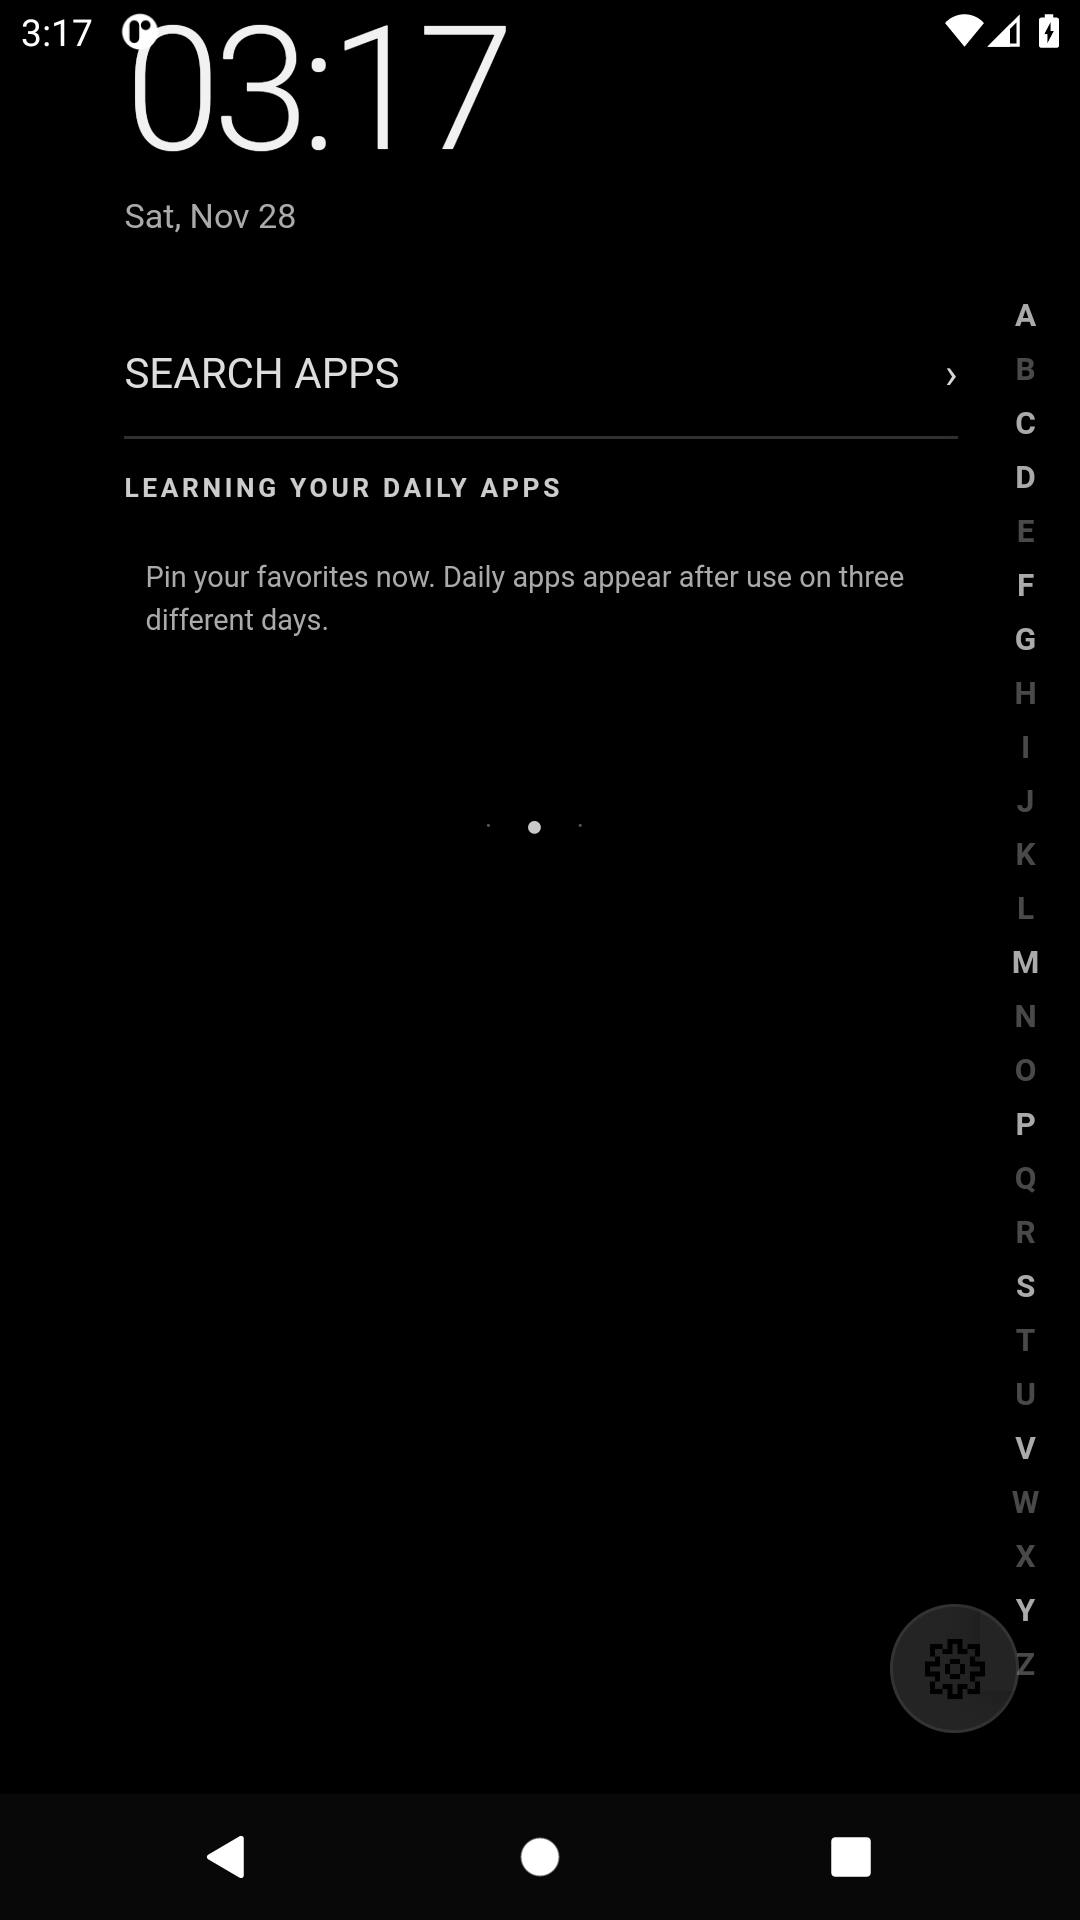 3:17
03:17
Sat, Nov 28
SEARCH APPS ›
LEARNING YOUR DAILY APPS
Pin your favorites now. Daily apps appear after use on three
different days.
A
B
C
D
E
F
G
H
I
J
K
L
M
N
O
P
Q
R
S
T
U
V
W
X
Y
Z